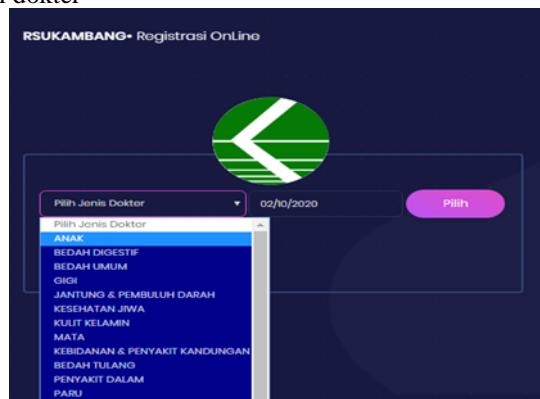 dokter
RSUKAMBANG• Registrasi OnLine
Pilih Jenis Dokter 02/10/2020 Pilih
Pilih Jenis Dokter
ANAK
BEDAH DIGESTIF
BEDAH UMUM
GIGI
JANTUNG & PEMBULUH DARAH
KESEHATAN JIWA
KULIT KELAMIN
MATA
KEBIDANAN & PENYAKIT KANDUNGAN
BEDAH TULANG
PENYAKIT DALAM
PARU